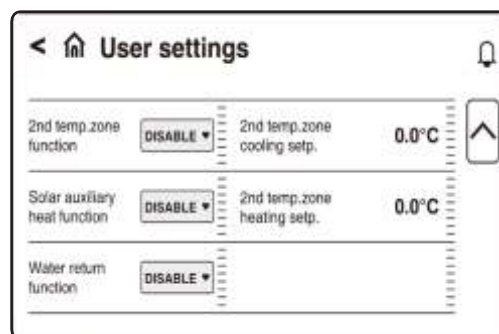 < User settings
2nd temp.zone
function
DISABLE
2nd temp.zone
cooling setp.
0.0°C
Solar auxiliary
heat function
DISABLE
2nd temp.zone
heating setp.
0.0°C
Water return
function
DISABLE